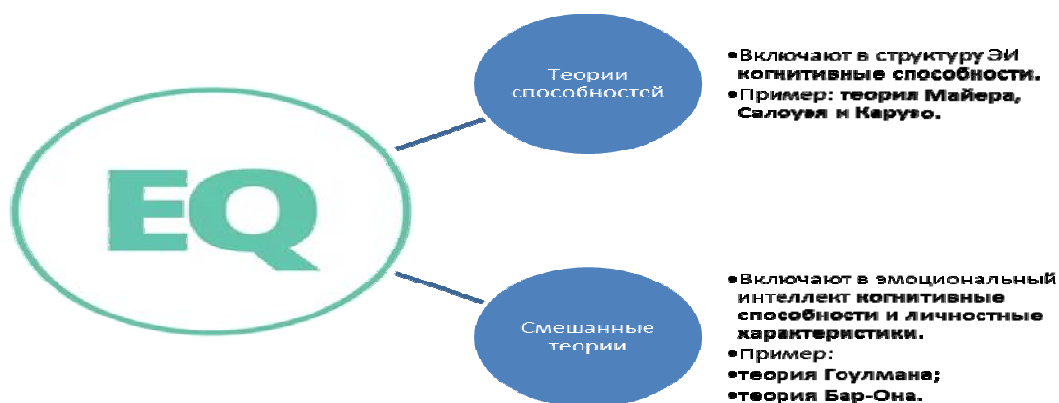 EQ
Теории
способностей
•Включают в структуру ЭИ
когнитивные способности.
•Пример: теория Майера,
Салоуэя и Карузо.
Смешанные
теории
•Включают в эмоциональный
интеллект когнитивные
способности и личностные
характеристики.
•Пример:
•теория Гоулмана;
•теория Бар-Она.